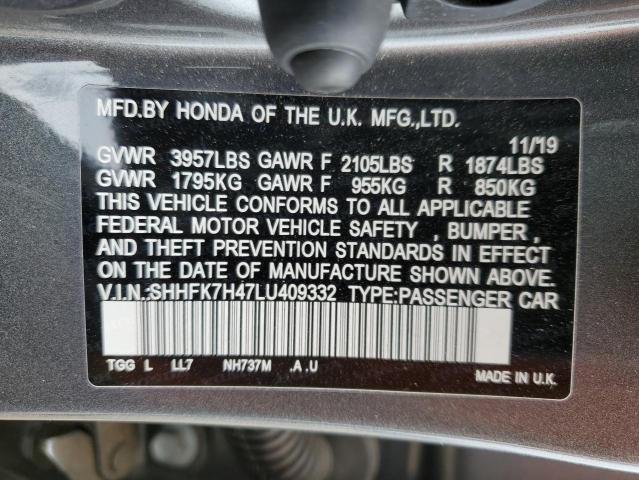 MFD.BY HONDA OF THE U.K. MFG.,LTD.
11/19
GVWR 3957LBS GAWR F 2105LBS R 1874LBS
GVWR 1795KG GAWR F 955KG R 850KG
THIS VEHICLE CONFORMS TO ALL APPLICABLE
FEDERAL MOTOR VEHICLE SAFETY , BUMPER ,
AND THEFT PREVENTION STANDARDS IN EFFECT
ON THE DATE OF MANUFACTURE SHOWN ABOVE.
V.I.N.:SHHFK7H47LU409332 TYPE:PASSENGER CAR
TGG L LL7 NH737M .A .U
MADE IN U.K.